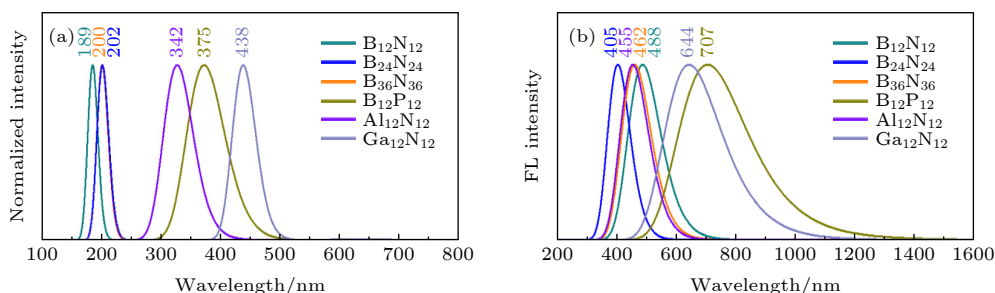 (a)
189
200
202
342
375
438
B12N12
B24N24
B36N36
B12P12
Al12N12
Ga12N12
Normalized intensity
100 200 300 400 500 600 700 800
Wavelength/nm
(b)
405
455
462
488
644
707
B12N12
B24N24
B36N36
B12P12
Al12N12
Ga12N12
FL intensity
200 400 600 800 1000 1200 1400 1600
Wavelength/nm